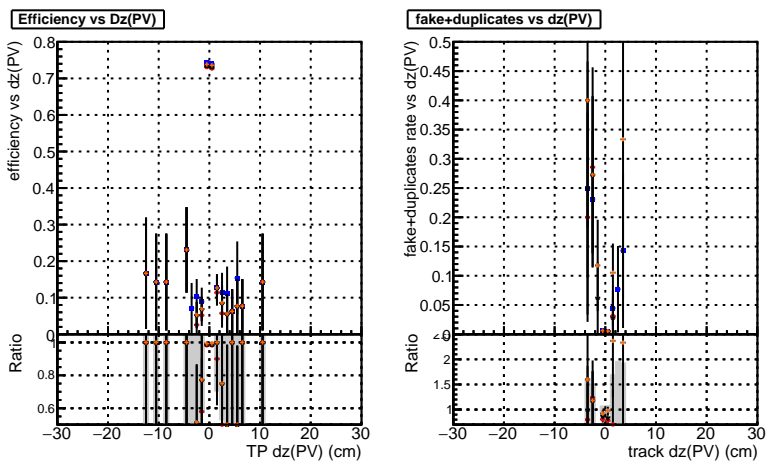 Efficiency vs Dz(PV)
efficiency vs dz(PV)
0.8
0.7
0.6
0.5
0.4
0.3
0.2
0.1
0
Ratio
1
0.8
0.6
−30 −20 −10 0 10 20 30
TP dz(PV) (cm)
fake+duplicates vs dz(PV)
fake+duplicates rate vs dz(PV)
0.5
0.45
0.4
0.35
0.3
0.25
0.2
0.15
0.1
0.05
0
Ratio
2
1.5
1
−30 −20 −10 0 10 20 30
track dz(PV) (cm)